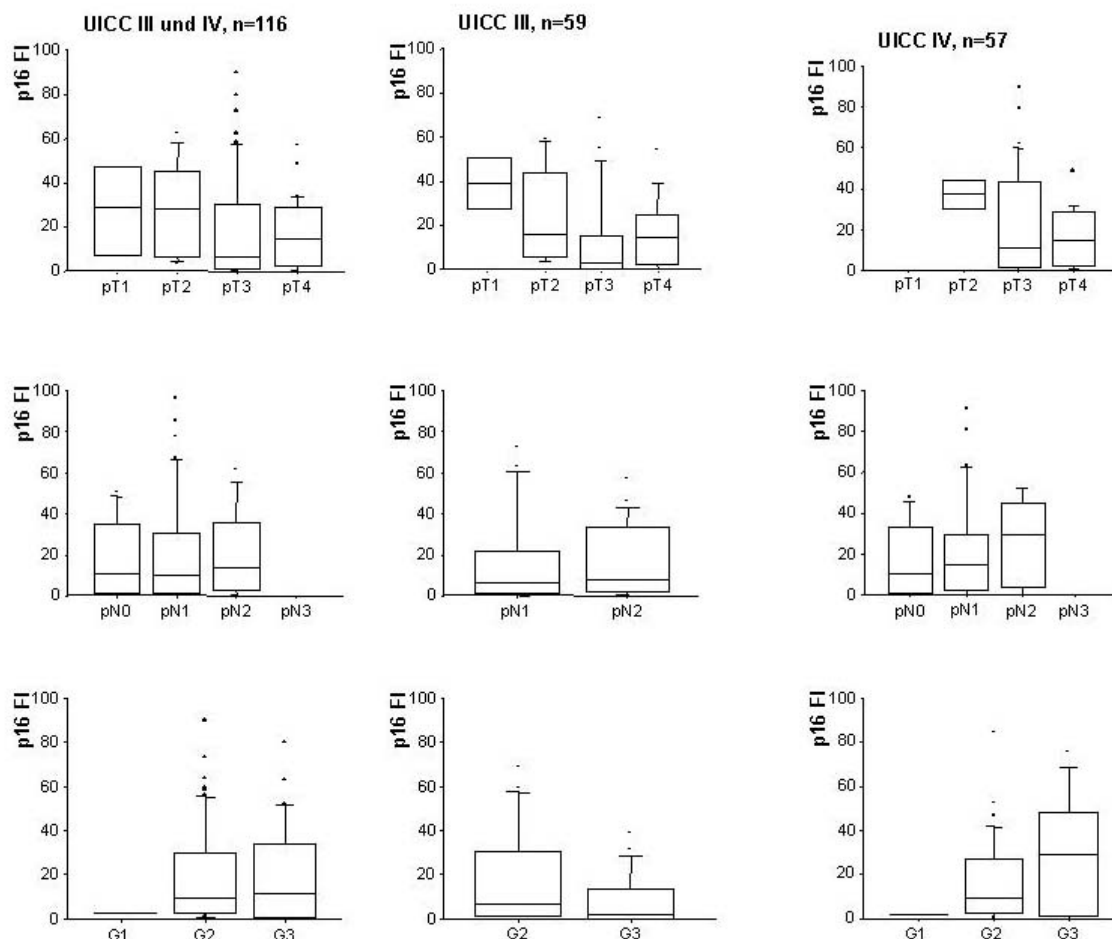 UICC III und IV, n=116
p16 FI
100
80
60
40
20
0
pT1 pT2 pT3 pT4
UICC III, n=59
p16 FI
100
80
60
40
20
0
pT1 pT2 pT3 pT4
UICC IV, n=57
p16 FI
100
80
60
40
20
0
pT1 pT2 pT3 pT4
p16 FI
100
80
60
40
20
0
pN0 pN1 pN2 pN3
p16 FI
100
80
60
40
20
0
pN1 pN2
p16 FI
100
80
60
40
20
0
pN0 pN1 pN2 pN3
p16 FI
100
80
60
40
20
0
G1 G2 G3
p16 FI
100
80
60
40
20
0
G2 G3
p16 FI
100
80
60
40
20
0
G1 G2 G3